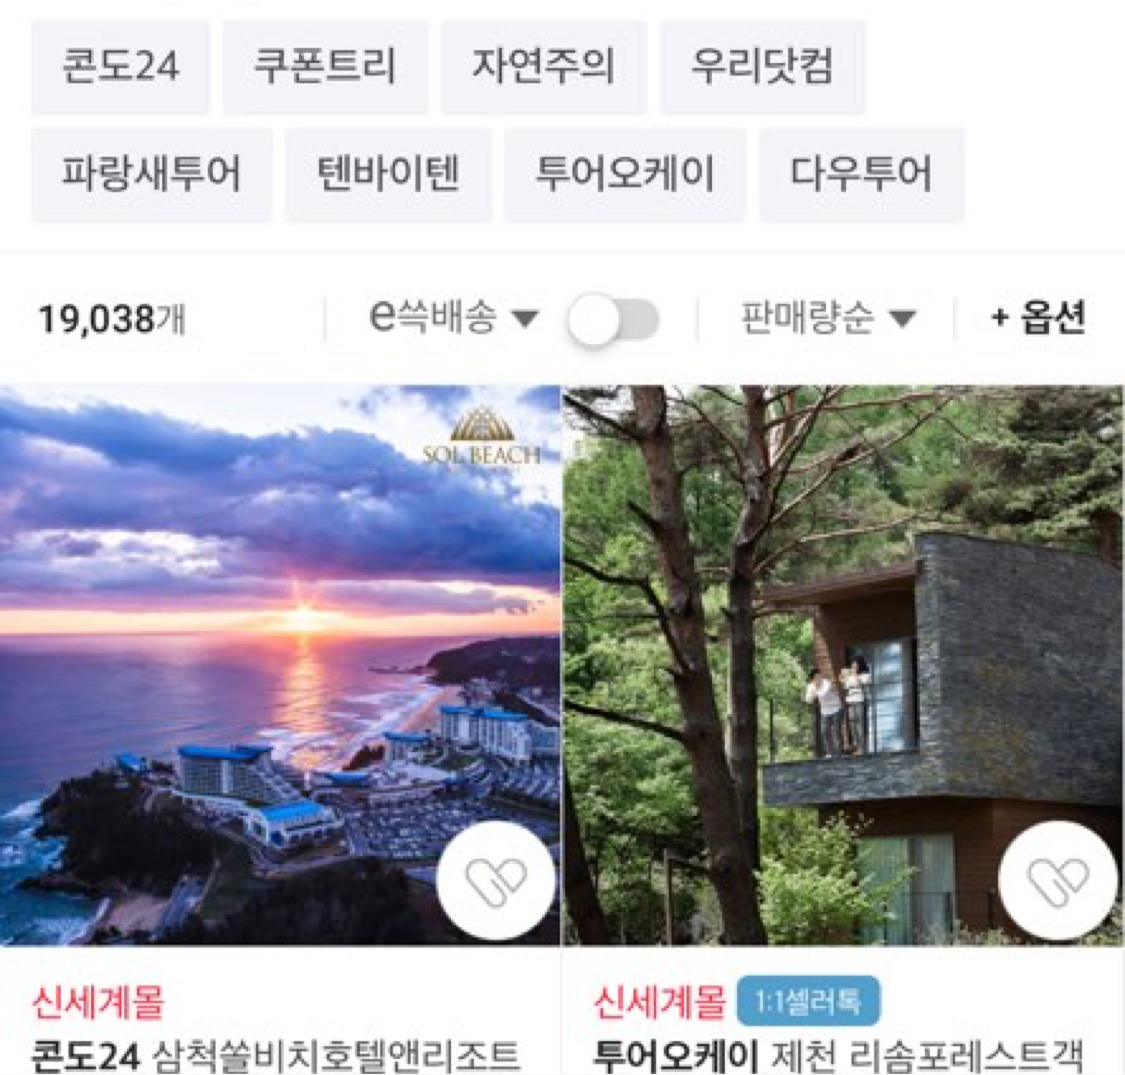 콘도24 쿠폰트리 자연주의 우리닷컴
파랑새투어 텐바이텐 투어오케이 다우투어
19,038개 e쓱배송 ▼ 판매량순 ▼ + 옵션
SOL BEACH
신세계몰
콘도24 삼척쏠비치호텔앤리조트
신세계몰 1:1셀러톡
투어오케이 제천 리솜포레스트객